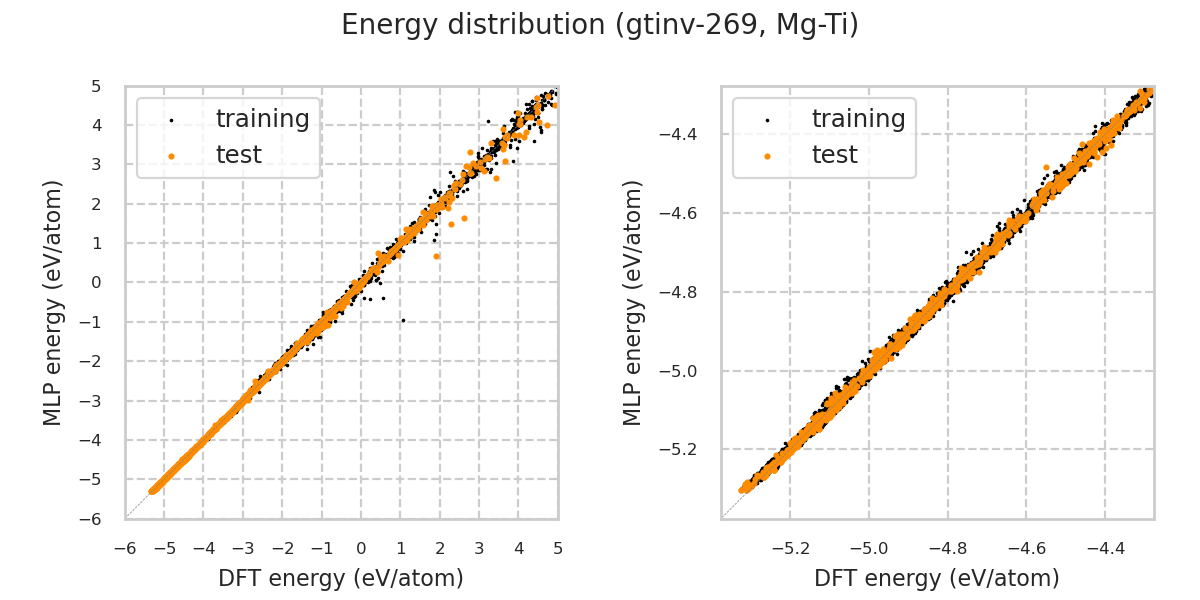 Energy distribution (gtinv-269, Mg-Ti)
MLP energy (eV/atom)
5
4
3
2
1
0
−1
−2
−3
−4
−5
−6
training
test
−6 −5 −4 −3 −2 −1 0 1 2 3 4 5
DFT energy (eV/atom)
MLP energy (eV/atom)
−4.4
−4.6
−4.8
−5.0
−5.2
training
test
−5.2 −5.0 −4.8 −4.6 −4.4
DFT energy (eV/atom)